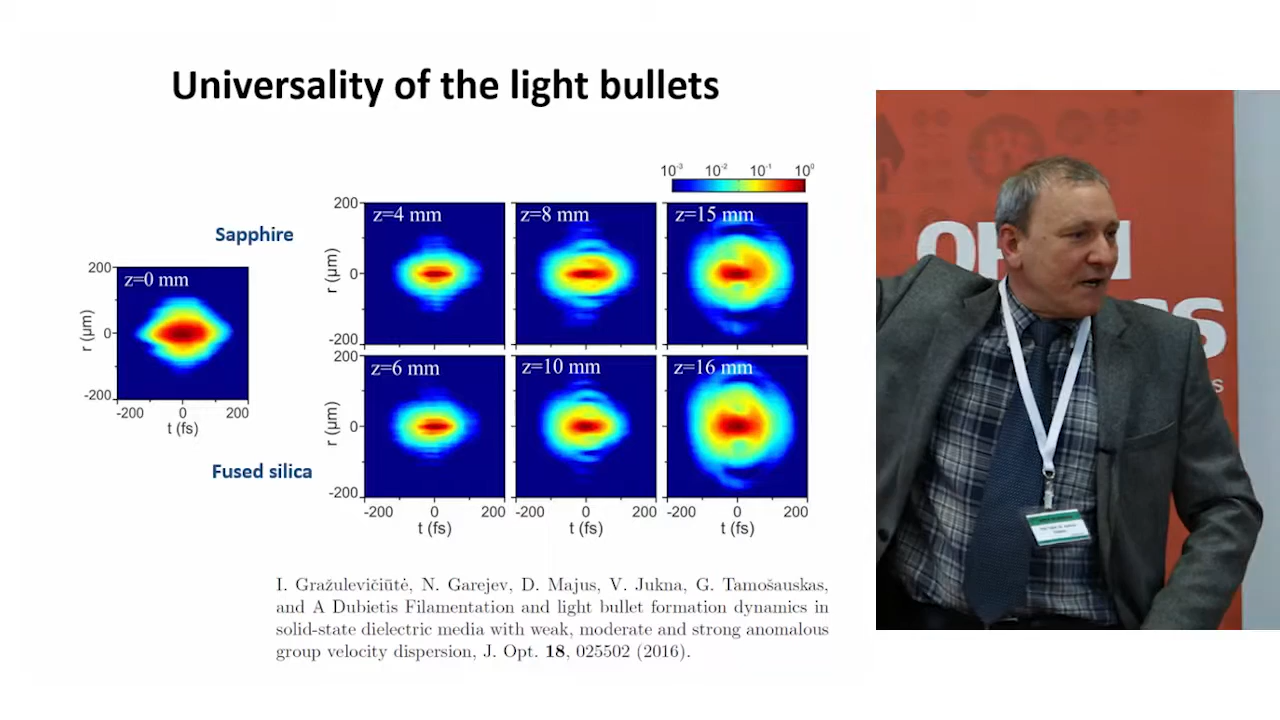 Universality of the light bullets
10⁻³ 10⁻² 10⁻¹ 10⁰
Sapphire
200
z=0 mm
r (μm)
0
-200
-200 0 200
t (fs)
200
r (μm)
0
-200
z=4 mm
z=8 mm
z=15 mm
Fused silica
200
r (μm)
0
-200
z=6 mm
z=10 mm
z=16 mm
-200 0 200
-200 0 200
-200 0 200
t (fs)
t (fs)
t (fs)
I. Gražulevičiūtė, N. Garejev, D. Majus, V. Jukna, G. Tamošauskas,
and A Dubietis Filamentation and light bullet formation dynamics in
solid-state dielectric media with weak, moderate and strong anomalous
group velocity dispersion, J. Opt. 18, 025502 (2016).